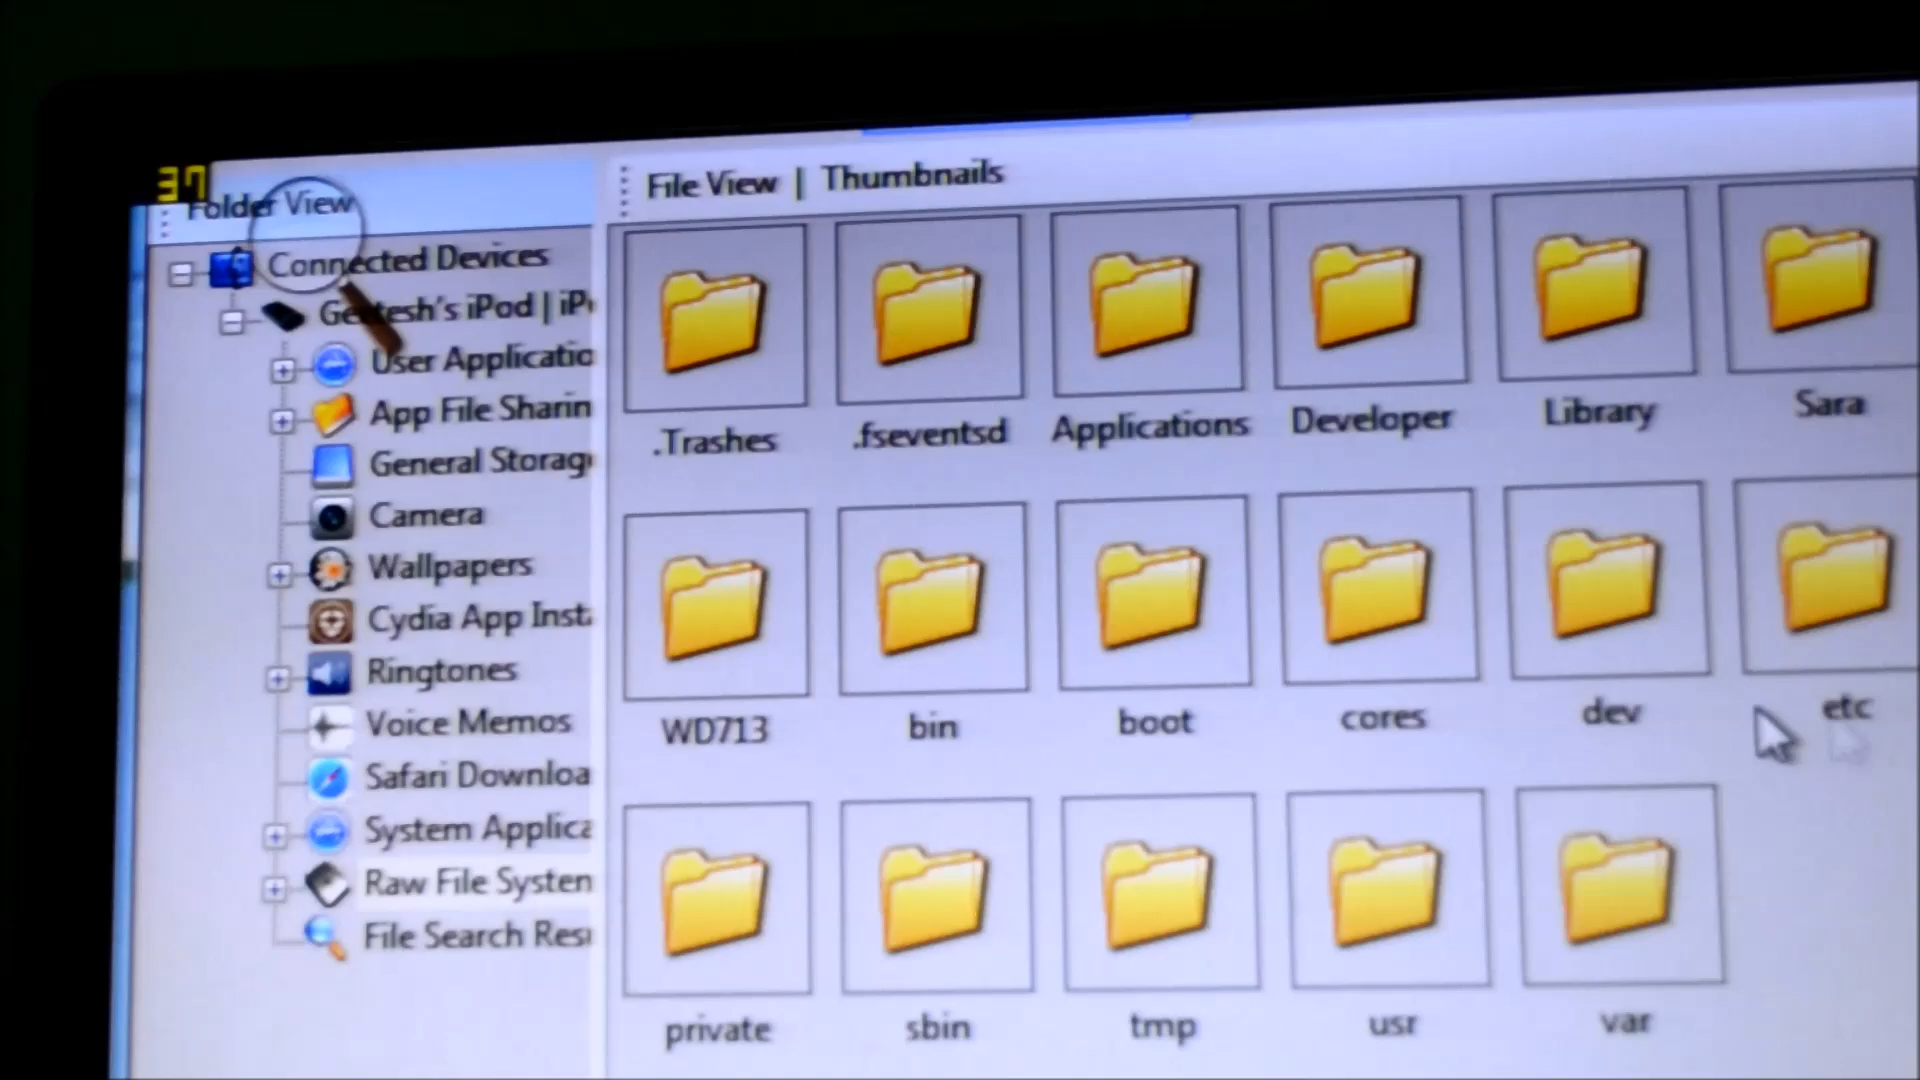 37
Folder View
Connected Devices
iPod | iP
User Applicatio
App File Sharin
General Storag
Camera
Wallpapers
Cydia App Inst
Ringtones
Voice Memos
Safari Downloa
System Applica
Raw File System
File Search Res
File View | Thumbnails
.Trashes .fseventsd Applications Developer Library Sara
WD713 bin boot cores dev etc
private sbin tmp usr var